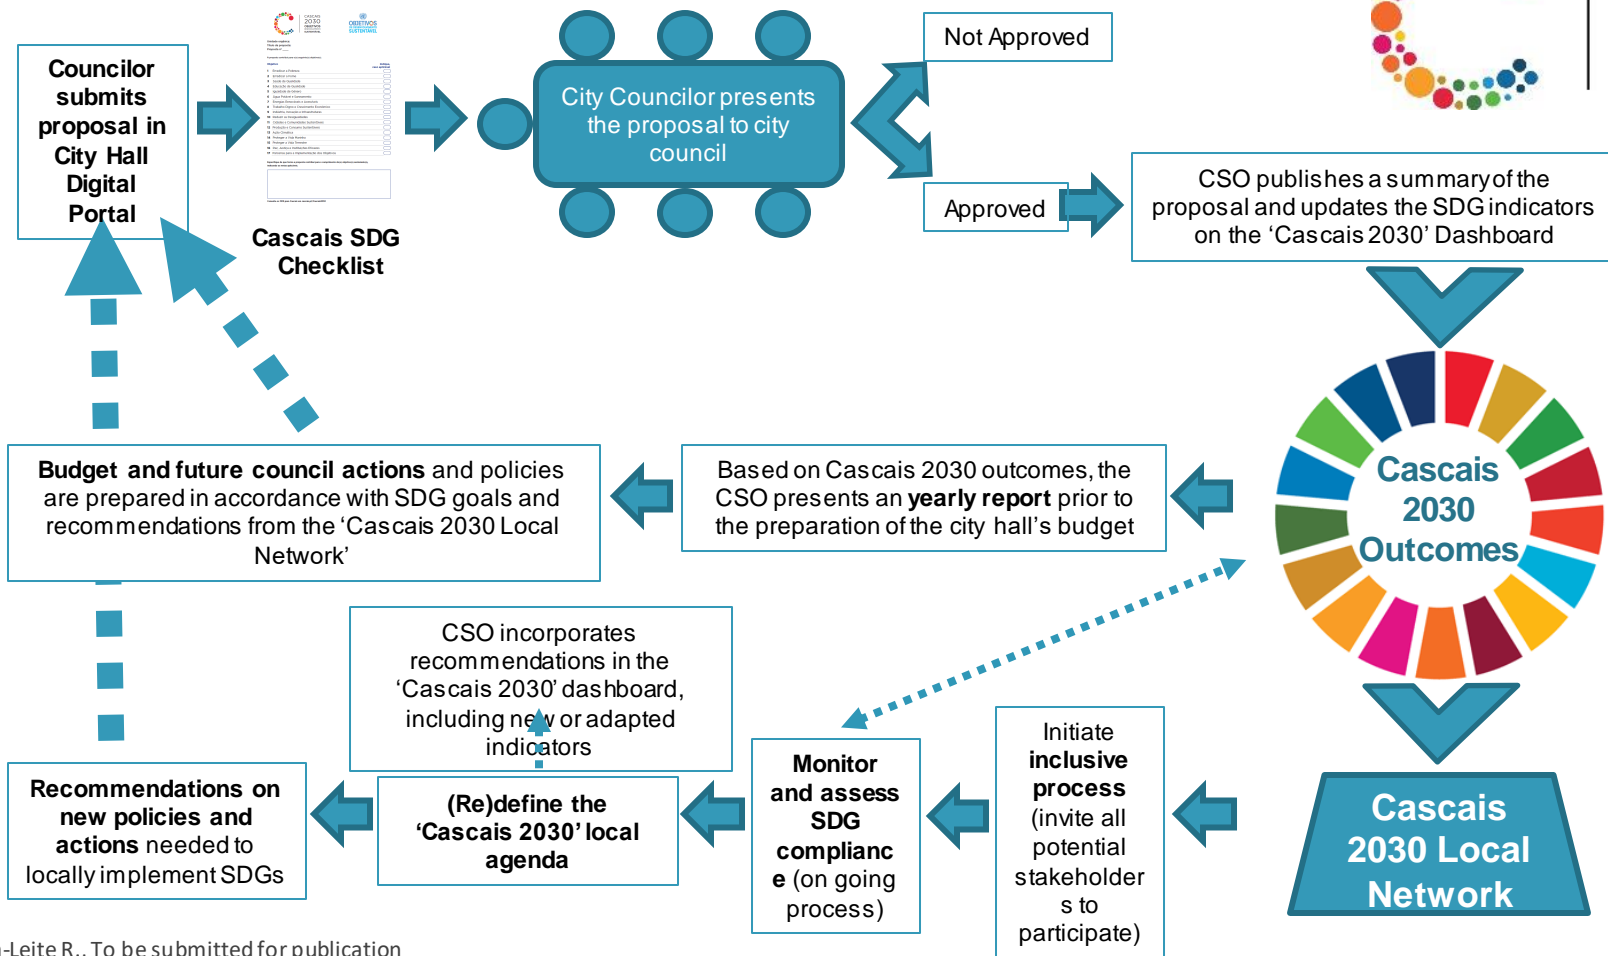 CASCAIS
2030
OBJETIVOS
SUSTENTÁVEL
OBJETIVOS
SUSTENTÁVEL
Councilor
submits
proposal in
City Hall
Digital
Portal
Cascais SDG
Checklist
City Councilor presents
the proposal to city
council
Not Approved
Approved
CSO publishes a summary of the
proposal and updates the SDG indicators
on the ‘Cascais 2030’ Dashboard
Cascais
2030
Outcomes
Based on Cascais 2030 outcomes, the
CSO presents an yearly report prior to
the preparation of the city hall’s budget
Budget and future council actions and policies
are prepared in accordance with SDG goals and
recommendations from the ‘Cascais 2030 Local
Network’
CSO incorporates
recommendations in the
‘Cascais 2030’ dashboard,
including new or adapted
indicators
Cascais
2030 Local
Network
Initiate
inclusive
process
(invite all
potential
stakeholder
s to
participate)
Monitor
and assess
SDG
complianc
e (on going
process)
(Re)define the
‘Cascais 2030’ local
agenda
Recommendations on
new policies and
actions needed to
locally implement SDGs
-Leite R.. To be submitted for publication